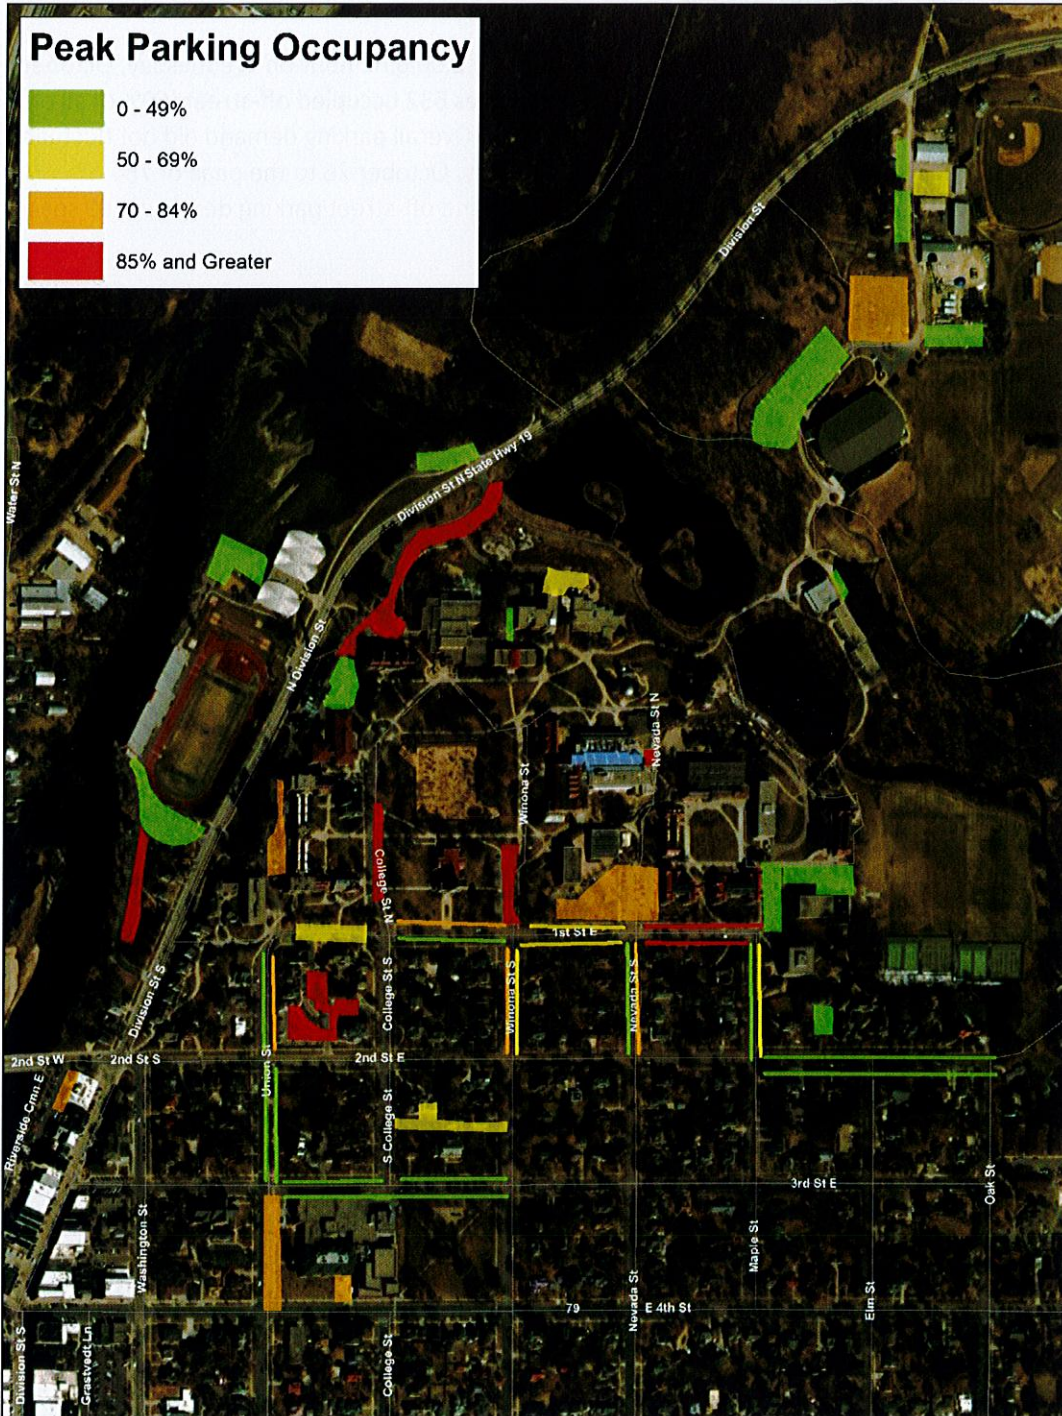 Peak Parking Occupancy
0 - 49%
50 - 69%
70 - 84%
85% and Greater
Division St
Division St N State Hwy 19
Water St N
N Division St
Nevada St N
Winona St
College St N
1st St E
Division St S
College St S
Winona St S
Nevada St S
2nd St W
2nd St S
2nd St E
Union St
Riverside Cmn E
S College St
3rd St E
Oak St
Washington St
Maple St
Nevada St
Elm St
79
E 4th St
Division St S
Grastvedt Ln
College St